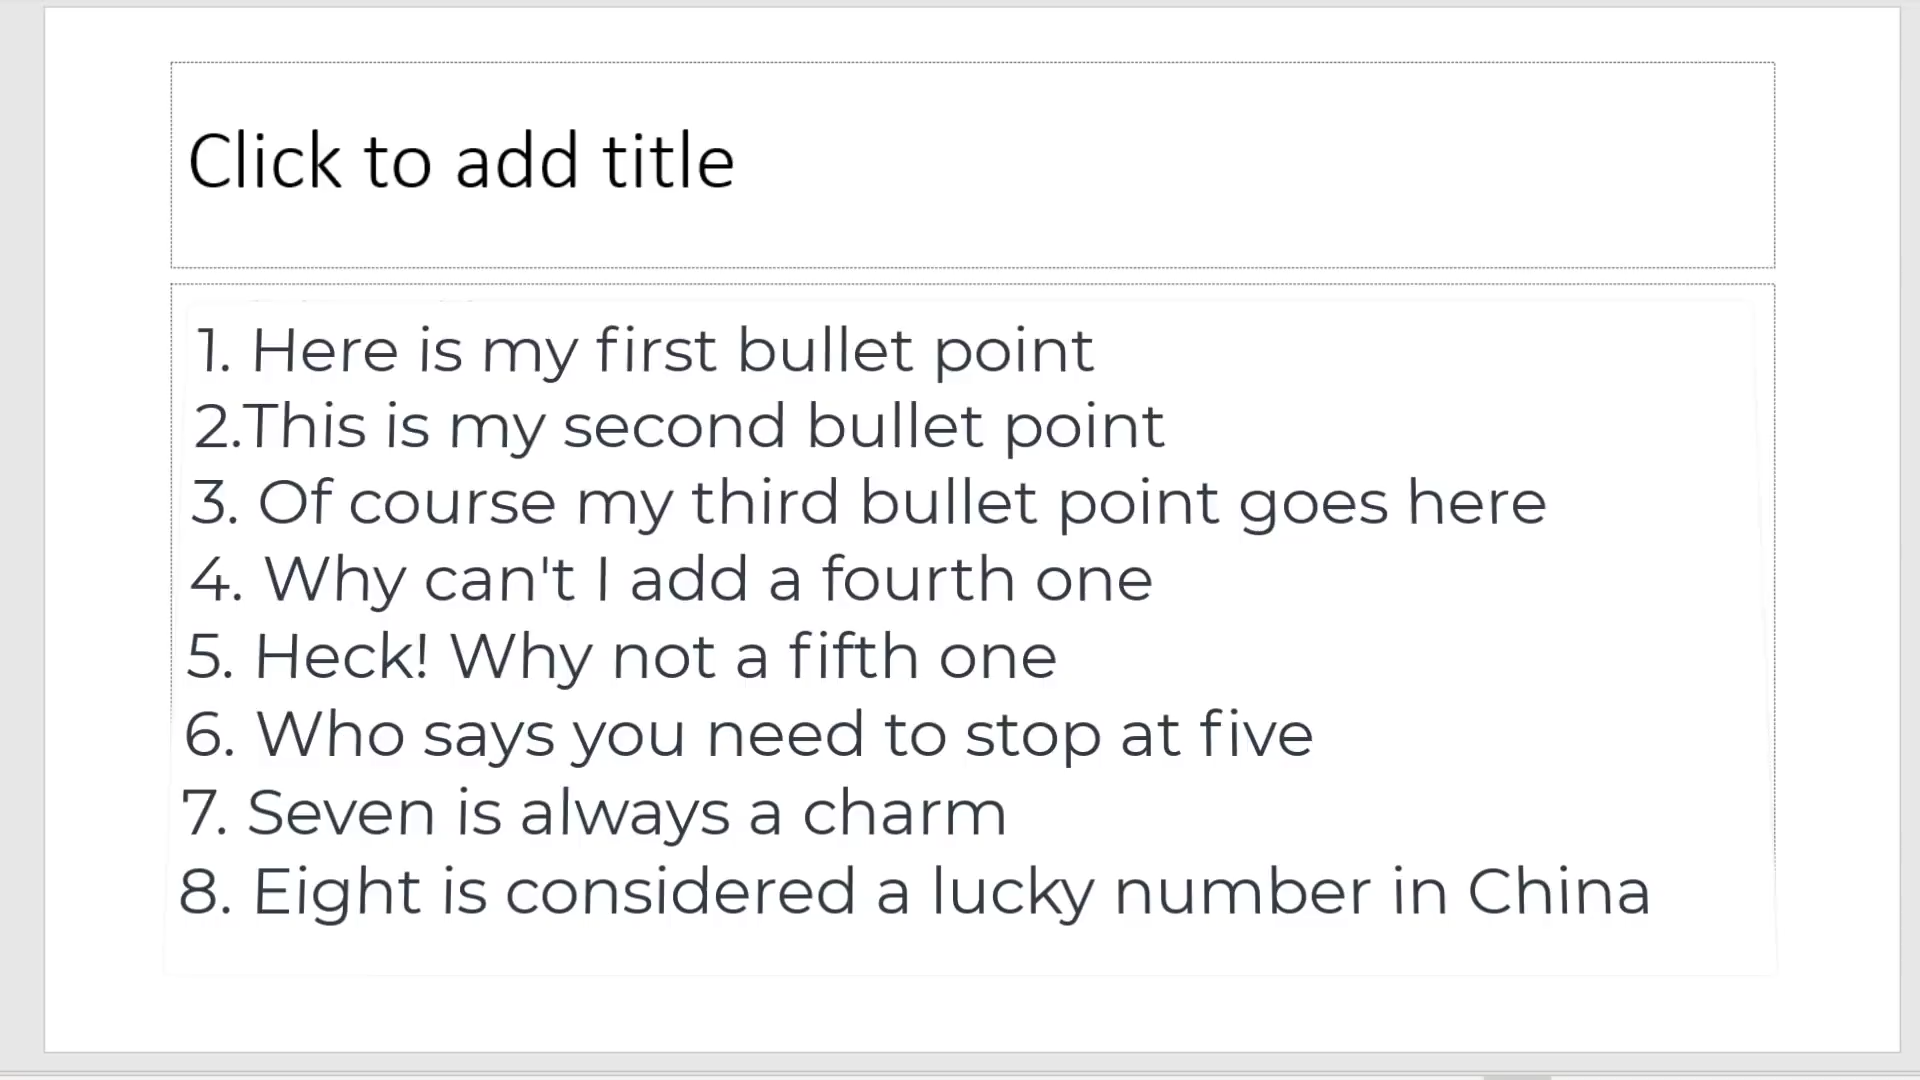 Click to add title
1. Here is my first bullet point
2.This is my second bullet point
3. Of course my third bullet point goes here
4. Why can't I add a fourth one
5. Heck! Why not a fifth one
6. Who says you need to stop at five
7. Seven is always a charm
8. Eight is considered a lucky number in China